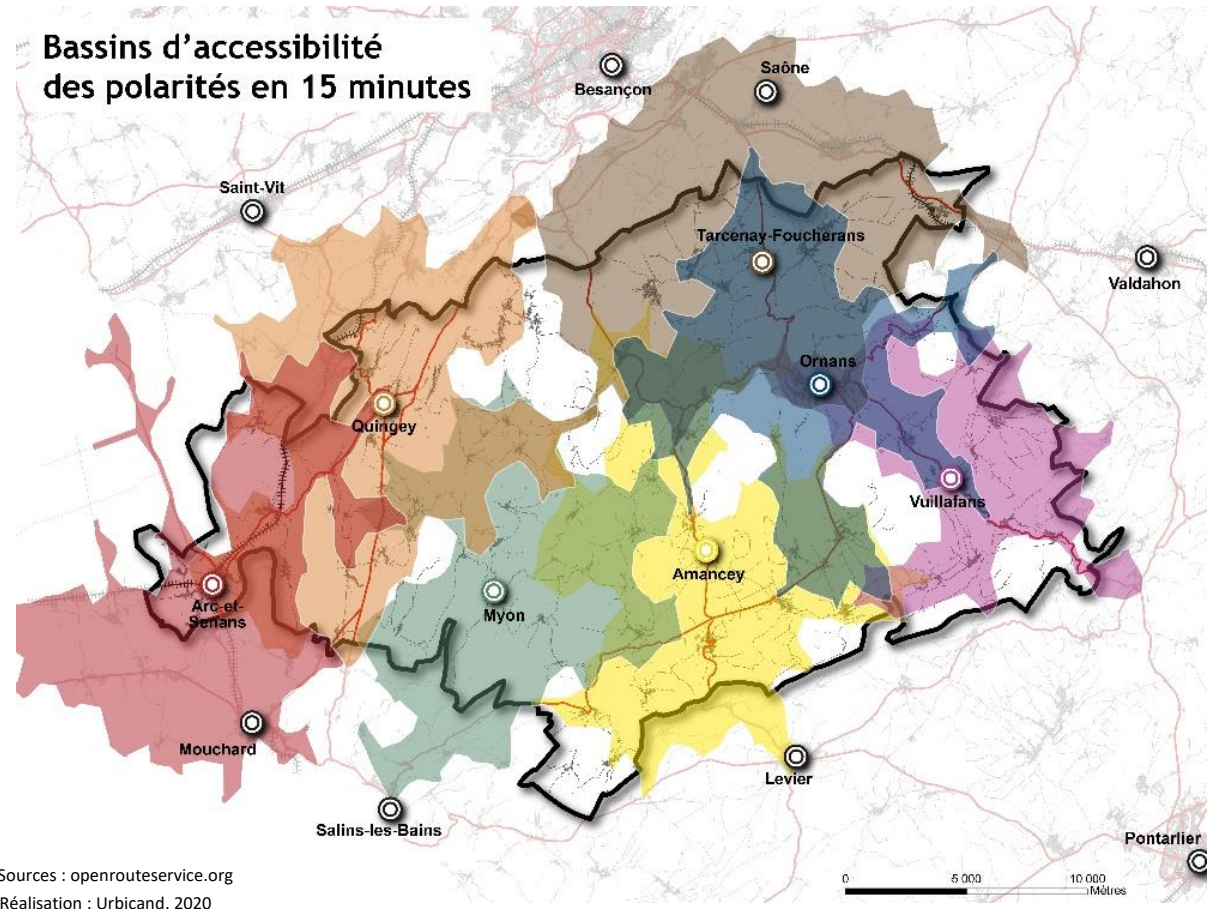 Bassins d'accessibilité
des polarités en 15 minutes
Saône
Besançon
Saint-Vit
Tarcenay-Foucherans
Valdahon
Ornans
Quingey
Vuillafans
Amancey
Arc-et-
Senans
Myon
Mouchard
Levier
Salins-les-Bains
Pontarlier
Sources : openrouteservice.org
Réalisation : Urbicand. 2020
0 5 000 10 000
Mètres